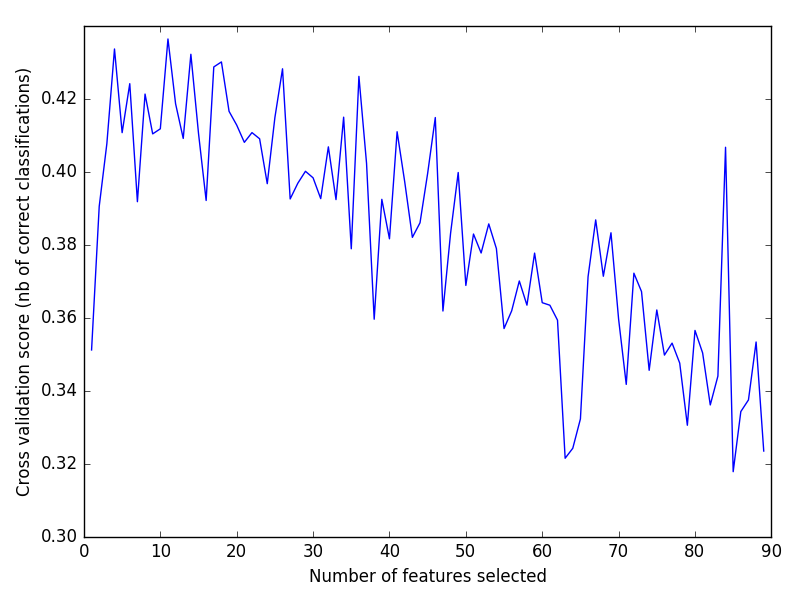 Cross validation score (nb of correct classifications)
0.42
0.40
0.38
0.36
0.34
0.32
0.30
0 10 20 30 40 50 60 70 80 90
Number of features selected